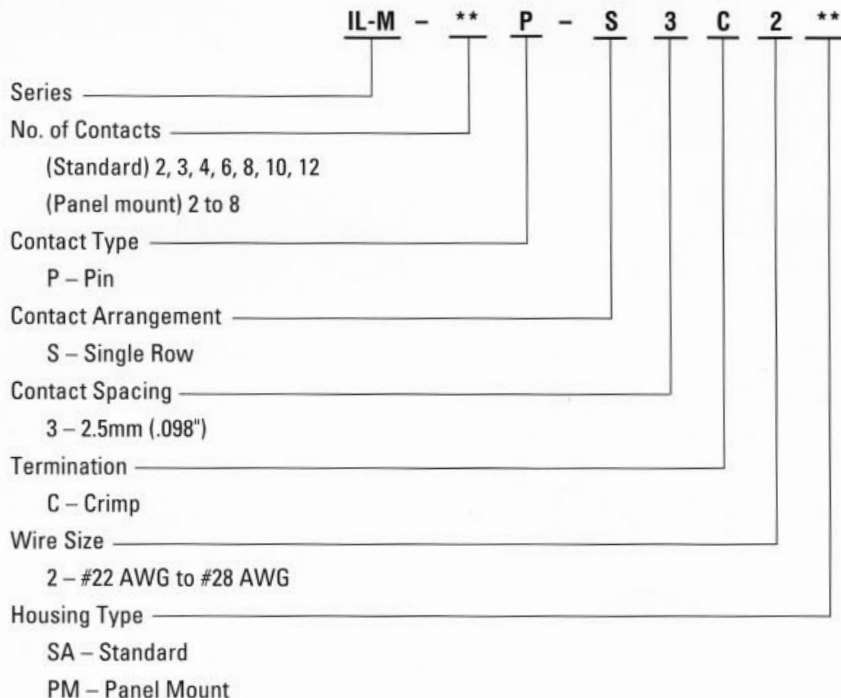 IL-M – ** P – S 3 C 2 **
Series
No. of Contacts
(Standard) 2, 3, 4, 6, 8, 10, 12
(Panel mount) 2 to 8
Contact Type
P – Pin
Contact Arrangement
S – Single Row
Contact Spacing
3 – 2.5mm (.098")
Termination
C – Crimp
Wire Size
2 – #22 AWG to #28 AWG
Housing Type
SA – Standard
PM – Panel Mount